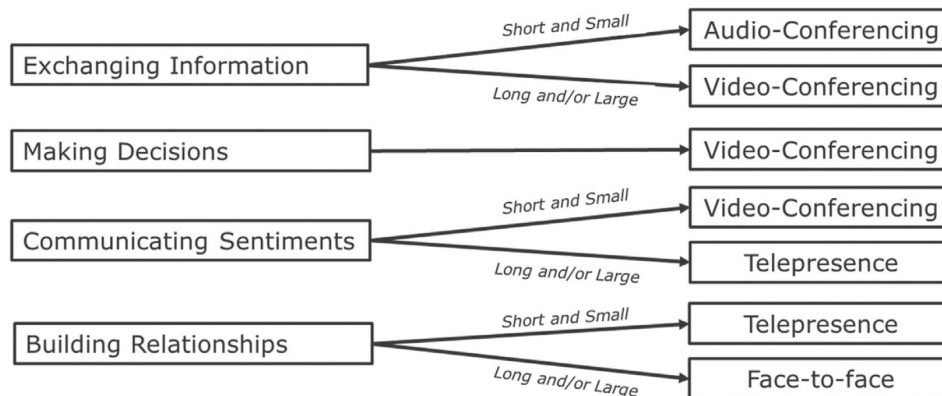 Short and Small
Audio-Conferencing
Exchanging Information
Long and/or Large
Video-Conferencing
Making Decisions
Video-Conferencing
Short and Small
Video-Conferencing
Communicating Sentiments
Long and/or Large
Telepresence
Short and Small
Telepresence
Building Relationships
Long and/or Large
Face-to-face